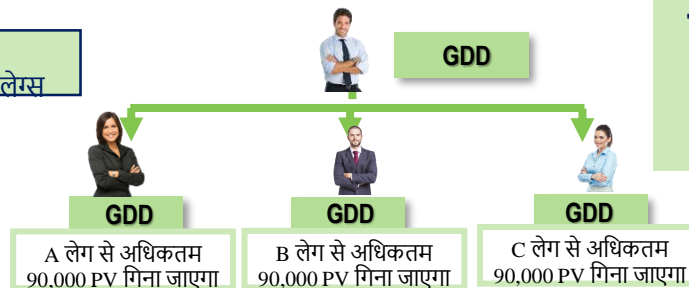 GDD
लेग्स
GDD
GDD
GDD
A लेग से अधिकतम
90,000 PV गिना जाएगा
B लेग से अधिकतम
90,000 PV गिना जाएगा
C लेग से अधिकतम
90,000 PV गिना जाएगा